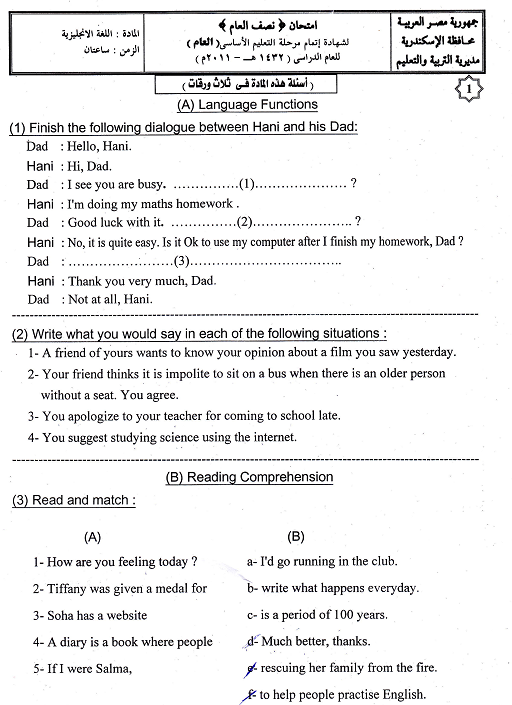 جمهورية مصر العربية
محافظة الإسكندرية
مديرية التربية والتعليم
امتحان ﴿ نصف العام ﴾
لشهادة إتمام مرحلة التعليم الأساسى ( العام )
للعام الدراسى ( ١٤٣٢ هـ – ٢٠١١ م )
المادة : اللغة الانجليزية
الزمن : ساعتان
( أسئلة هذه المادة فى ثلاث ورقات )
1
(A) Language Functions
(1) Finish the following dialogue between Hani and his Dad:
Dad : Hello, Hani.
Hani : Hi, Dad.
Dad : I see you are busy. ……………(1)………………… ?
Hani : I'm doing my maths homework .
Dad : Good luck with it. ……………(2)………………….. ?
Hani : No, it is quite easy. Is it Ok to use my computer after I finish my homework, Dad ?
Dad : ……………………(3)……………………………..
Hani : Thank you very much, Dad.
Dad : Not at all, Hani.
(2) Write what you would say in each of the following situations :
1- A friend of yours wants to know your opinion about a film you saw yesterday.
2- Your friend thinks it is impolite to sit on a bus when there is an older person
without a seat. You agree.
3- You apologize to your teacher for coming to school late.
4- You suggest studying science using the internet.
(B) Reading Comprehension
(3) Read and match :
(A) (B)
1- How are you feeling today ? a- I'd go running in the club.
2- Tiffany was given a medal for b- write what happens everyday.
3- Soha has a website c- is a period of 100 years.
4- A diary is a book where people d- Much better, thanks.
5- If I were Salma, e- rescuing her family from the fire.
f- to help people practise English.